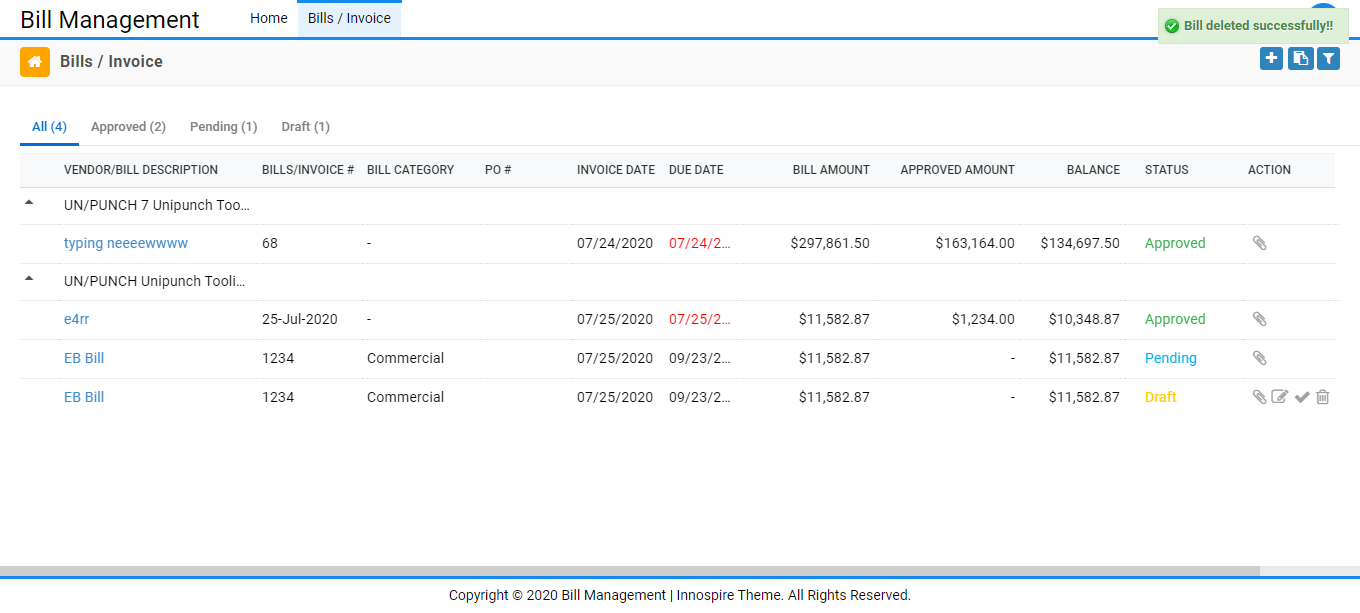 Bill Management Home Bills / Invoice
Bill deleted successfully!!
Bills / Invoice
All (4) Approved (2) Pending (1) Draft (1)
VENDOR/BILL DESCRIPTION BILLS/INVOICE # BILL CATEGORY PO # INVOICE DATE DUE DATE BILL AMOUNT APPROVED AMOUNT BALANCE STATUS ACTION
UN/PUNCH 7 Unipunch Too...
typing neeeewwww 68 - 07/24/2020 07/24/2... $297,861.50 $163,164.00 $134,697.50 Approved
UN/PUNCH Unipunch Tooli...
e4rr 25-Jul-2020 - 07/25/2020 07/25/2... $11,582.87 $1,234.00 $10,348.87 Approved
EB Bill 1234 Commercial 07/25/2020 09/23/2... $11,582.87 - $11,582.87 Pending
EB Bill 1234 Commercial 07/25/2020 09/23/2... $11,582.87 - $11,582.87 Draft
Copyright © 2020 Bill Management | Innospire Theme. All Rights Reserved.